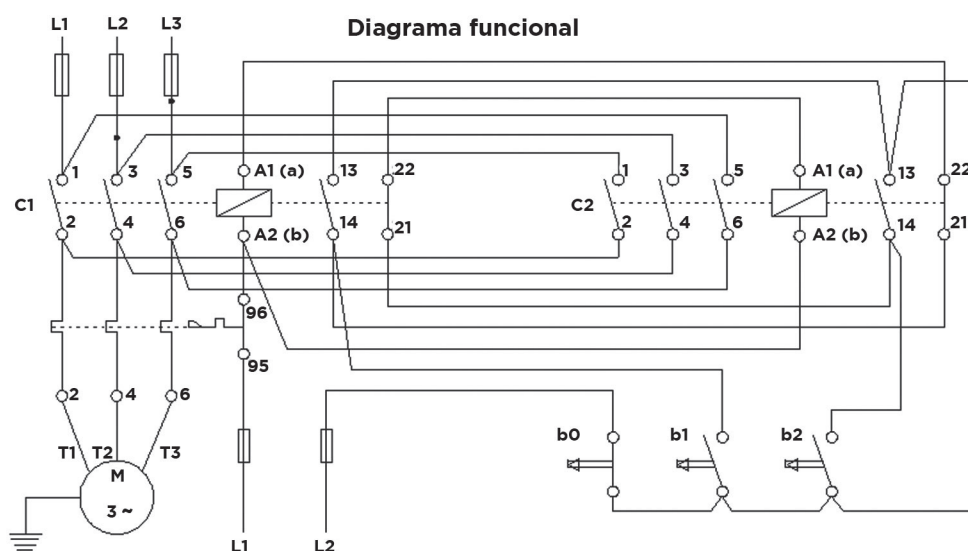 Diagrama funcional
L1 L2 L3
1 3 5 A1 (a) 13 22 1 3 5 A1 (a) 13 22
C1 C2
2 4 6 A2 (b) 14 21 2 4 6 A2 (b) 14 21
96
95
2 4 6
T1 T2 T3
b0 b1 b2
M
3 ~
L1 L2